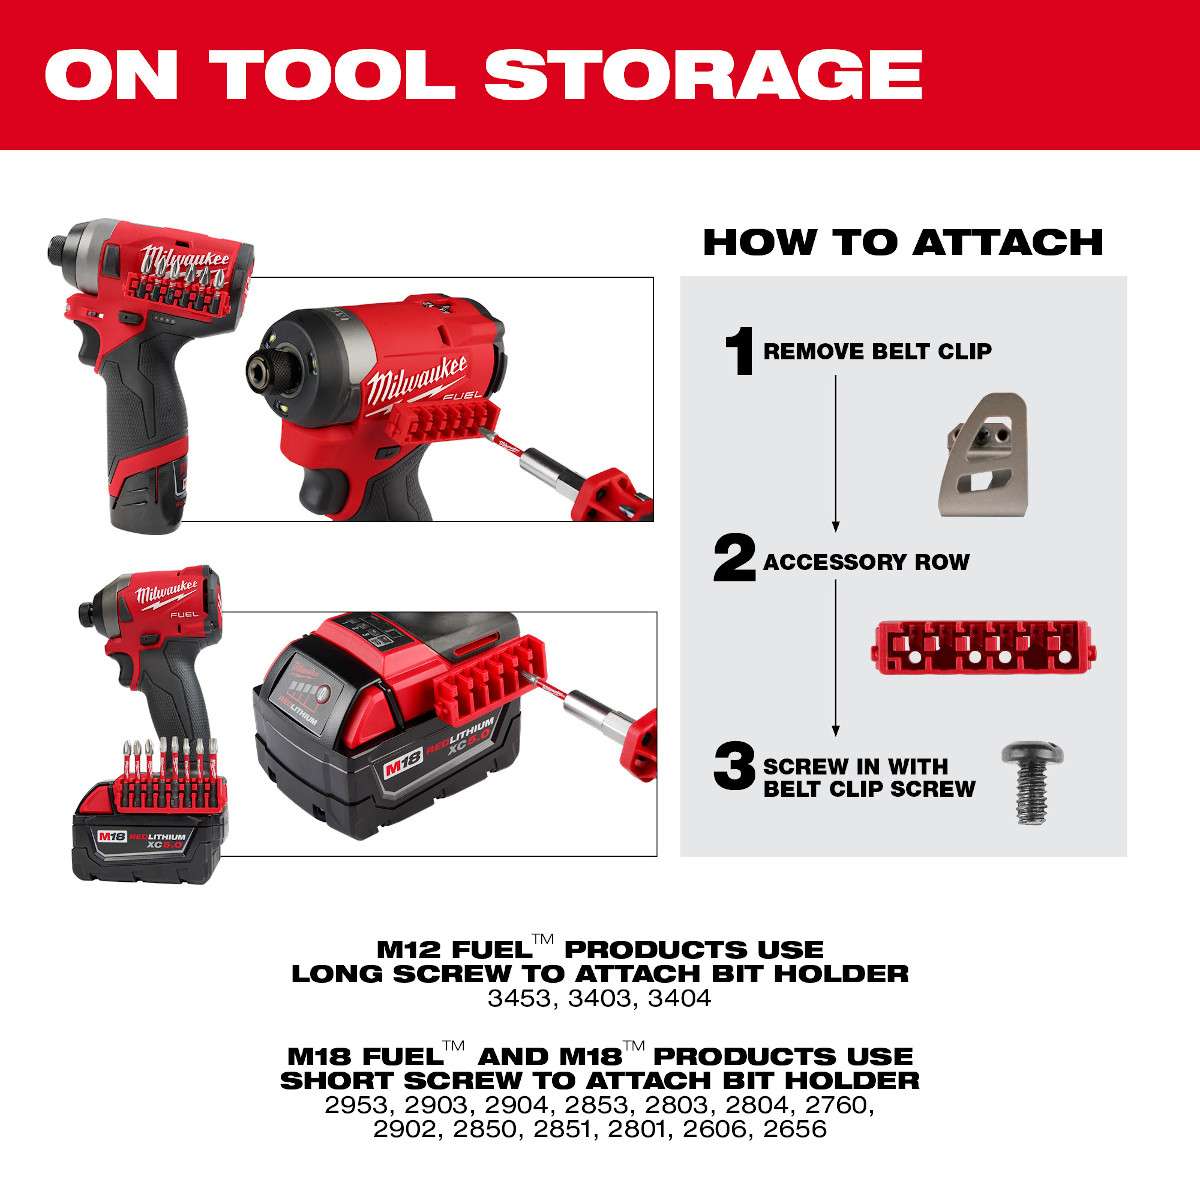 ON TOOL STORAGE
Milwaukee
Milwaukee
FUEL
HOW TO ATTACH
1 REMOVE BELT CLIP
2 ACCESSORY ROW
3 SCREW IN WITH
BELT CLIP SCREW
Milwaukee
FUEL
M18 REDLITHIUM
XC5.0
REDLITHIUM
M18 REDLITHIUM
XC5.0
M12 FUEL™ PRODUCTS USE
LONG SCREW TO ATTACH BIT HOLDER
3453, 3403, 3404
M18 FUEL™ AND M18™ PRODUCTS USE
SHORT SCREW TO ATTACH BIT HOLDER
2953, 2903, 2904, 2853, 2803, 2804, 2760,
2902, 2850, 2851, 2801, 2606, 2656